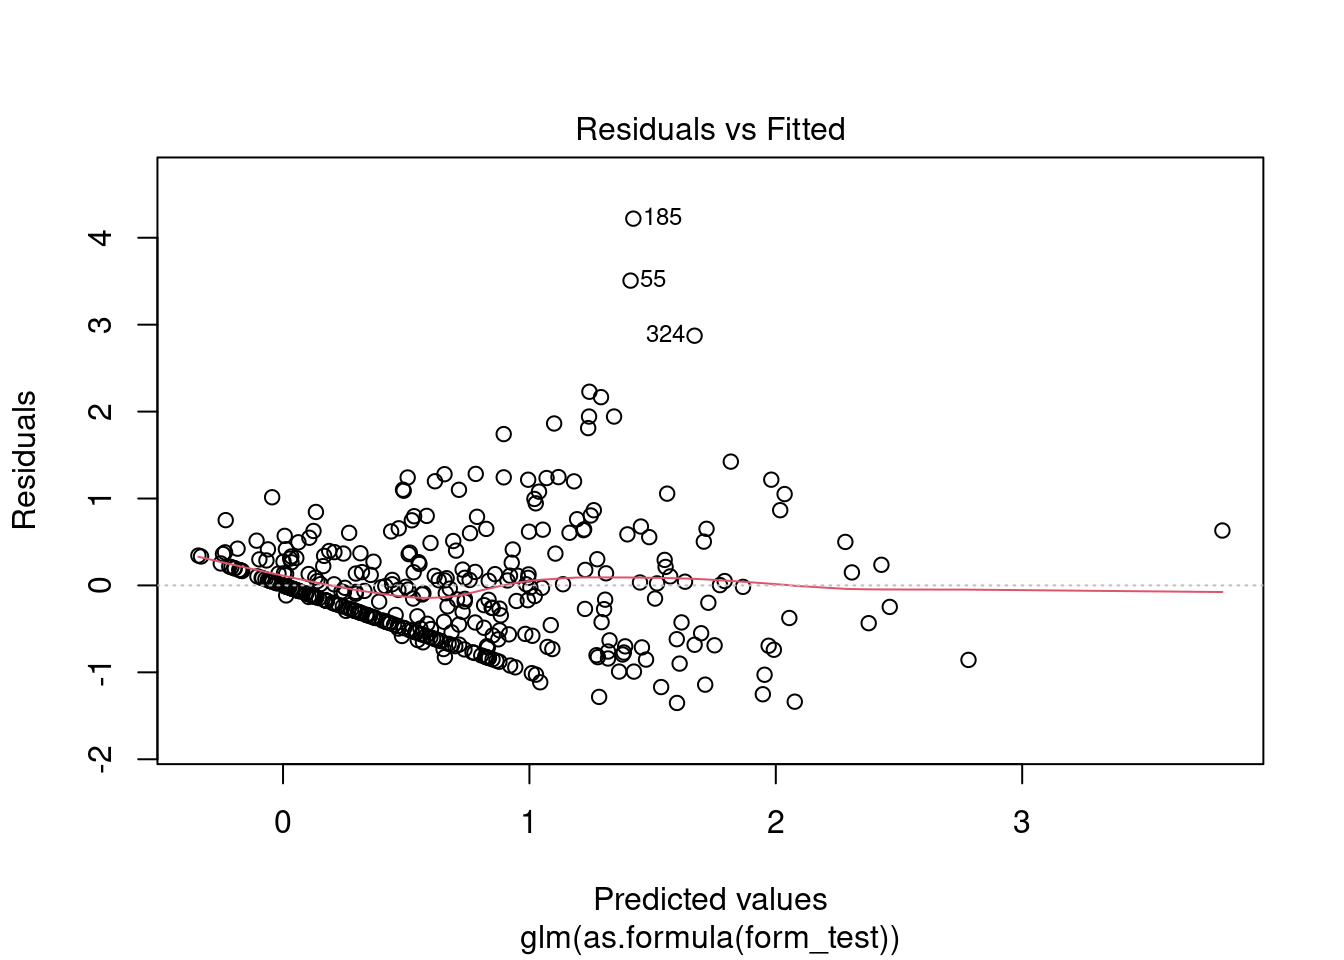 Residuals vs Fitted
Residuals
4
3
2
1
0
-1
-2
185
55
324
0 1 2 3
Predicted values
glm(as.formula(form_test))